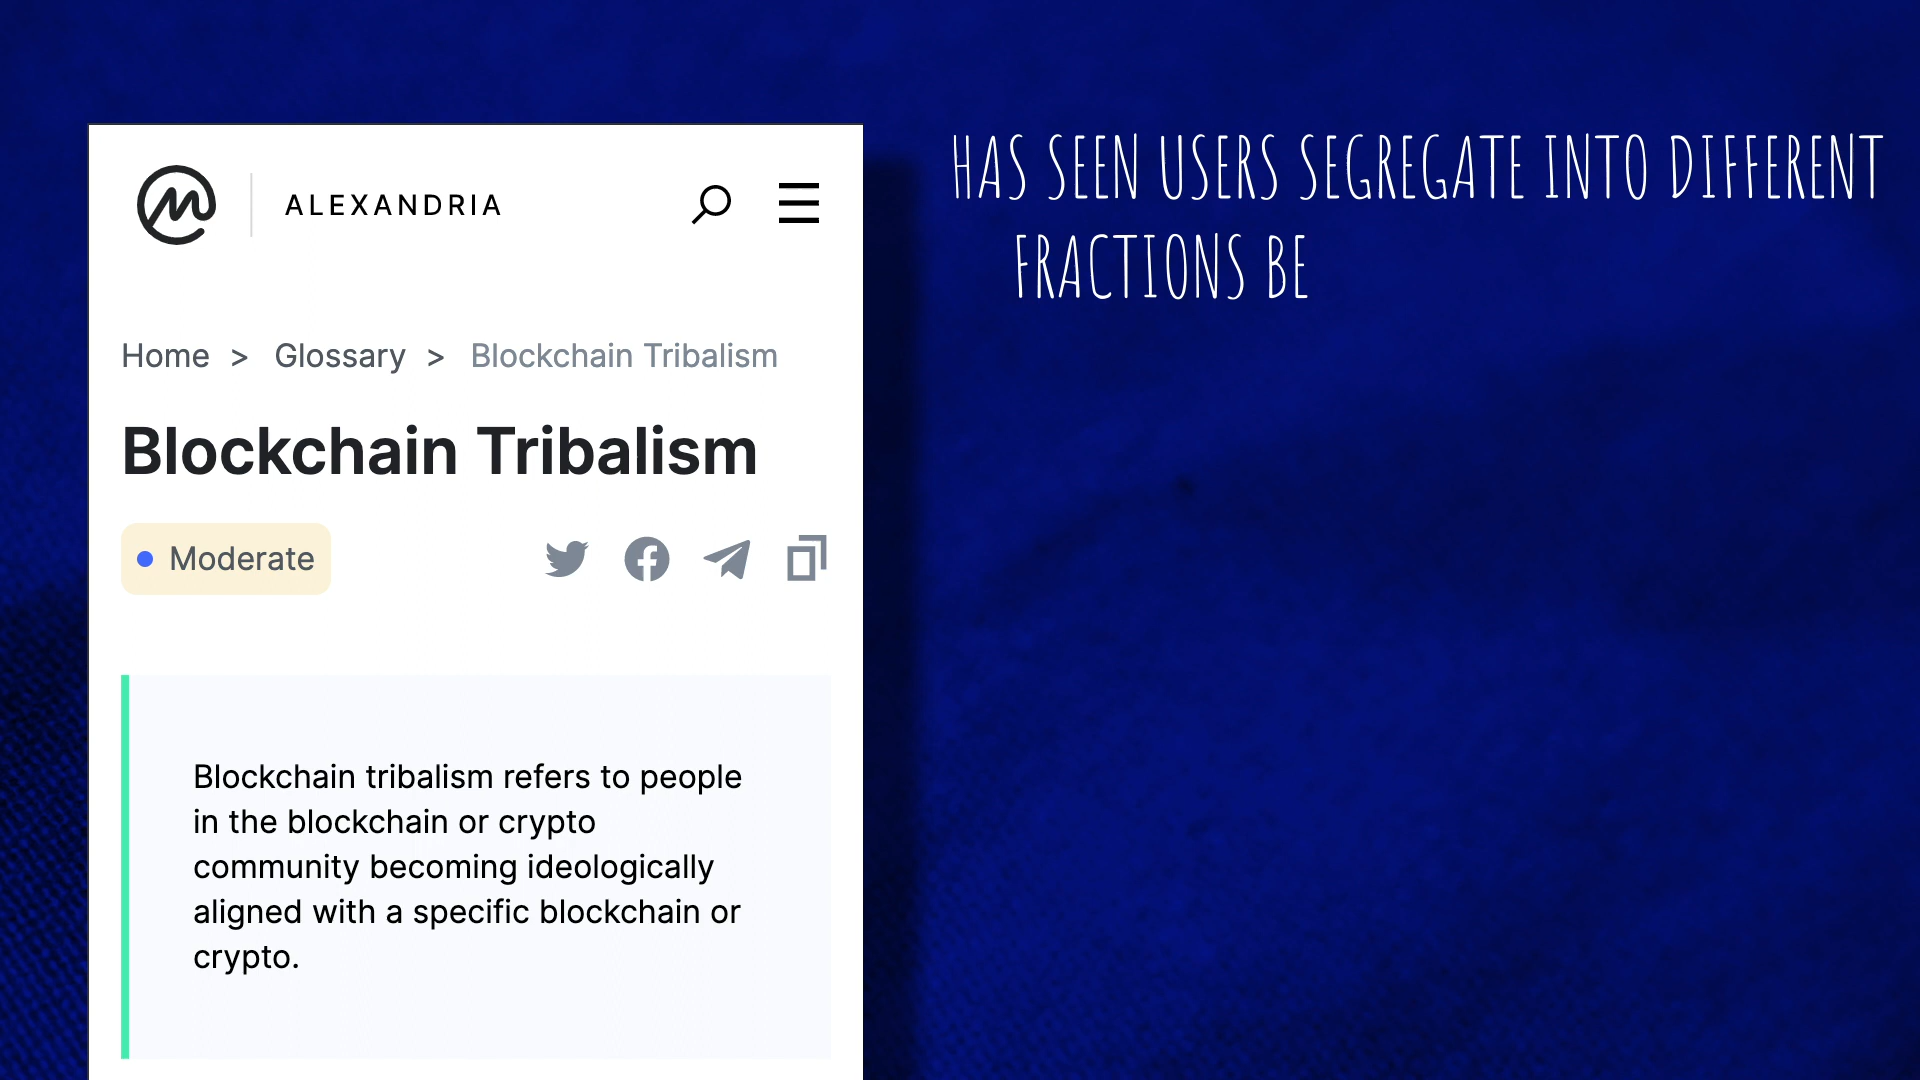 ALEXANDRIA
Home > Glossary > Blockchain Tribalism
Blockchain Tribalism
Moderate
Blockchain tribalism refers to people
in the blockchain or crypto
community becoming ideologically
aligned with a specific blockchain or
crypto.
HAS SEEN USERS SEGREGATE INTO DIFFERENT
FRACTIONS BE